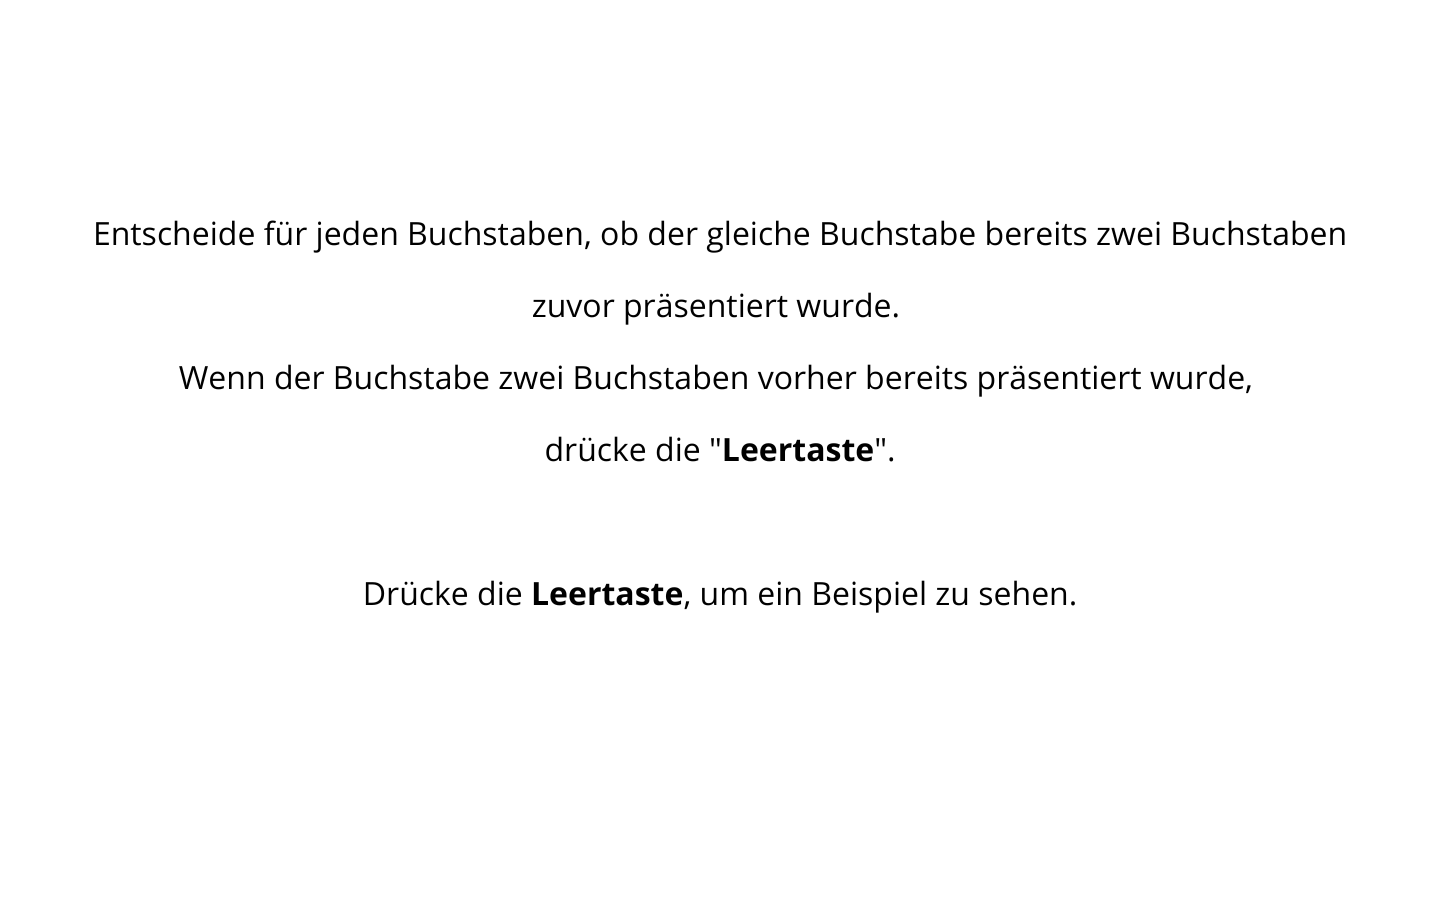 Entscheide für jeden Buchstaben, ob der gleiche Buchstabe bereits zwei Buchstaben
zuvor präsentiert wurde.
Wenn der Buchstabe zwei Buchstaben vorher bereits präsentiert wurde,
drücke die "Leertaste".
Drücke die Leertaste, um ein Beispiel zu sehen.